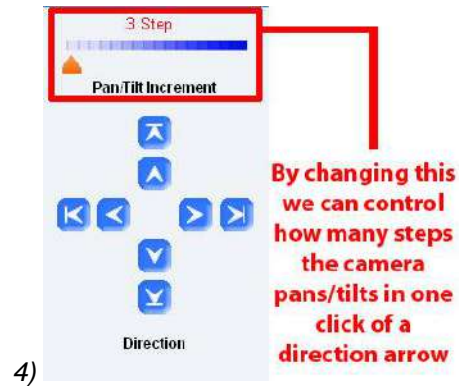 3 Step
Pan/Tilt Increment
Direction
By changing this
we can control
how many steps
the camera
pans/tilts in one
click of a
direction arrow
4)